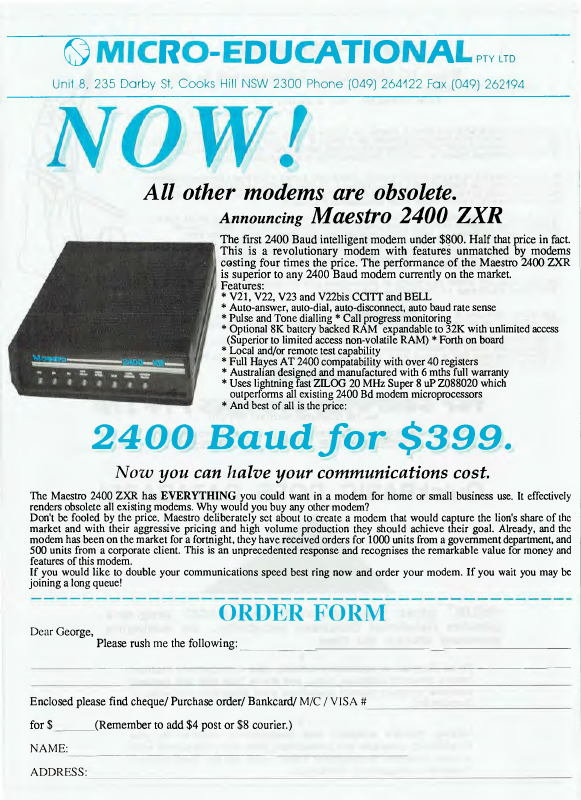 MICRO-EDUCATIONAL PTY LTD
Unit 8, 235 Darby St, Cooks Hill NSW 2300 Phone (049) 264122 Fax (049) 262194
NOW!
All other modems are obsolete.
Announcing Maestro 2400 ZXR
The first 2400 Baud intelligent modem under $800. Half that price in fact.
This is a revolutionary modem with features unmatched by modems
costing four times the price. The performance of the Maestro 2400 ZXR
is superior to any 2400 Baud modem currently on the market.
Features:
* V21, V22, V23 and V22bis CCITT and BELL
* Auto-answer, auto-dial, auto-disconnect, auto baud rate sense
* Pulse and Tone dialling * Call progress monitoring
* Optional 8K battery backed RAM expandable to 32K with unlimited access
(Superior to limited access non-volatile RAM) * Forth on board
* Local and/or remote test capability
* Full Hayes AT 2400 compatability with over 40 registers
* Australian designed and manufactured with 6 mths full warranty
* Uses lightning fast ZILOG 20 MHz Super 8 uP Z088020 which
outperforms all existing 2400 Bd modem microprocessors
* And best of all is the price:
Maestro 2400 XR
2400 Baud for $399.
Now you can halve your communications cost.
The Maestro 2400 ZXR has EVERYTHING you could want in a modem for home or small business use. It effectively
renders obsolete all existing modems. Why would you buy any other modem?
Don't be fooled by the price. Maestro deliberately set about to create a modem that would capture the lion's share of the
market and with their aggressive pricing and high volume production they should achieve their goal. Already, and the
modem has been on the market for a fortnight, they have received orders for 1000 units from a government department, and
500 units from a corporate client. This is an unprecedented response and recognises the remarkable value for money and
features of this modem.
If you would like to double your communications speed best ring now and order your modem. If you wait you may be
joining a long queue!
ORDER FORM
Dear George,
Please rush me the following:
Enclosed please find cheque/ Purchase order/ Bankcard/ M/C / VISA #
for $ (Remember to add $4 post or $8 courier.)
NAME:
ADDRESS: